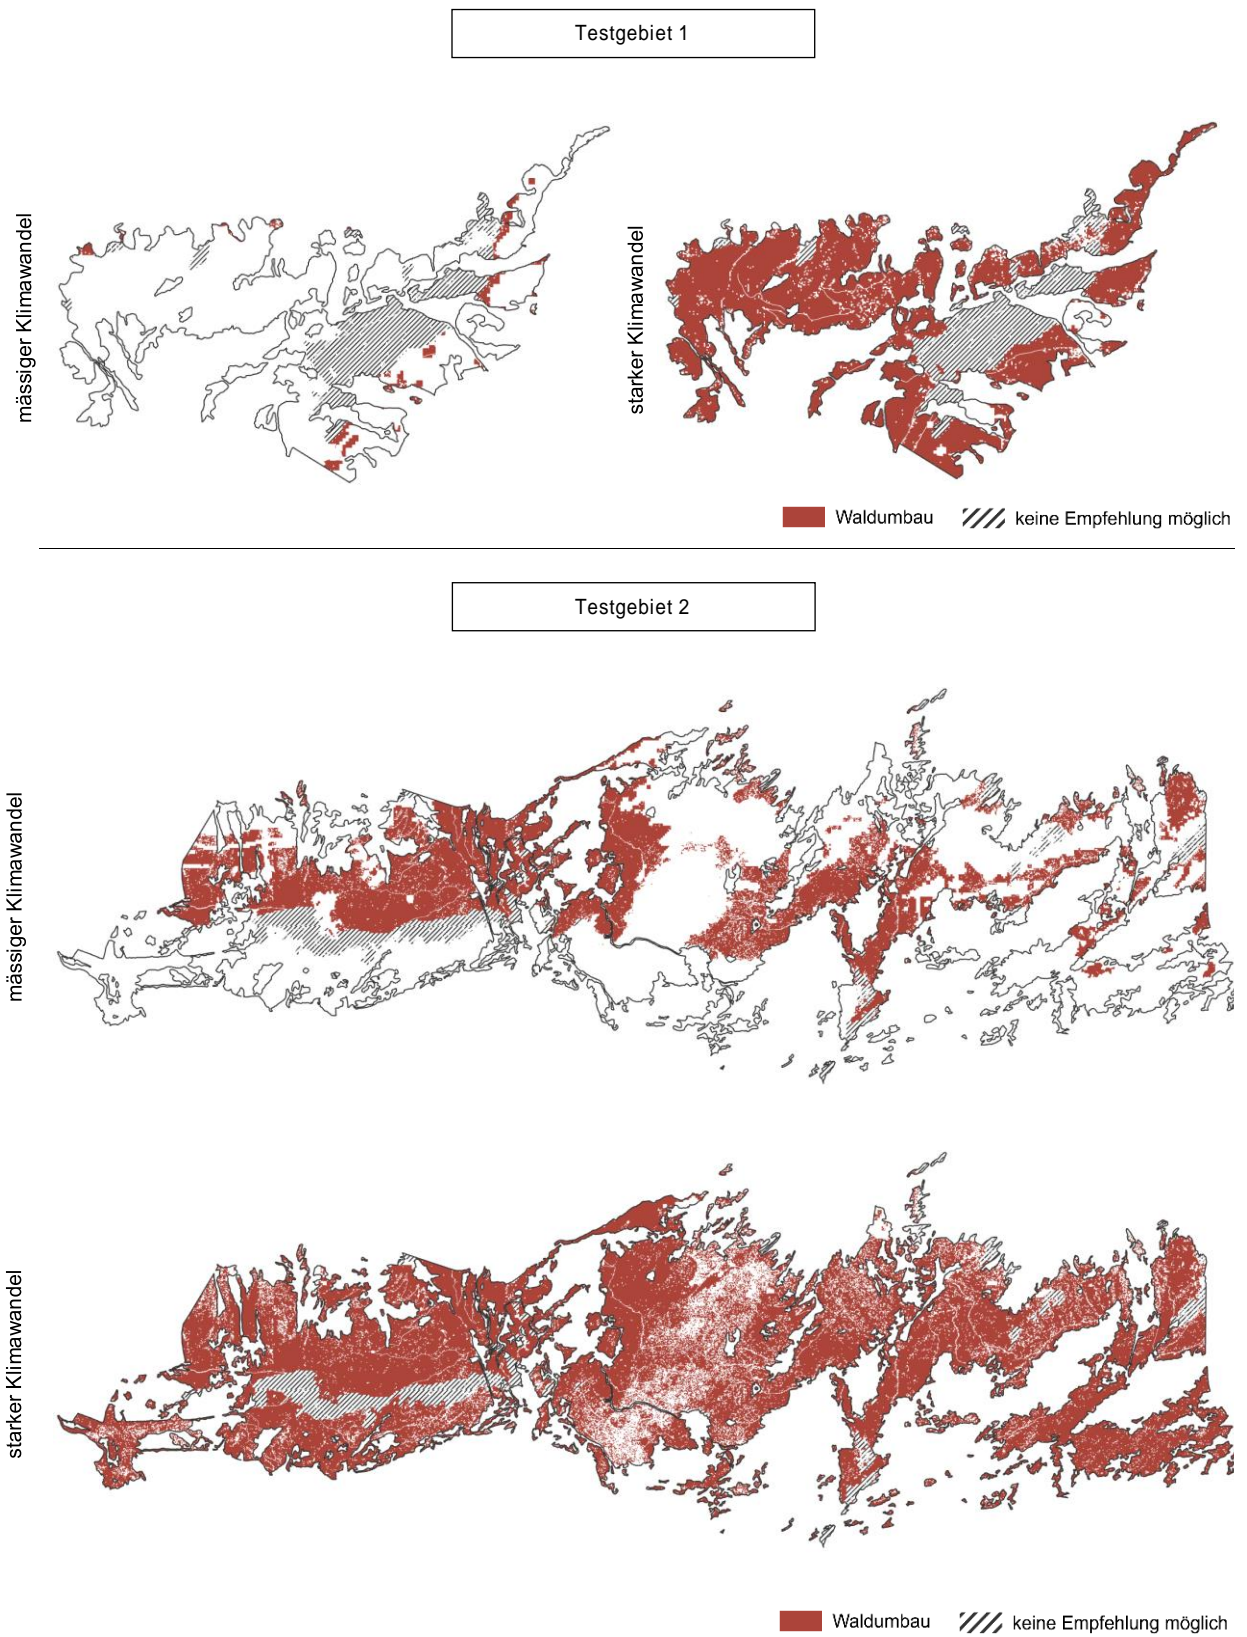 Testgebiet 1
mässiger Klimawandel
starker Klimawandel
Waldumbau
keine Empfehlung möglich
Testgebiet 2
mässiger Klimawandel
starker Klimawandel
Waldumbau
keine Empfehlung möglich